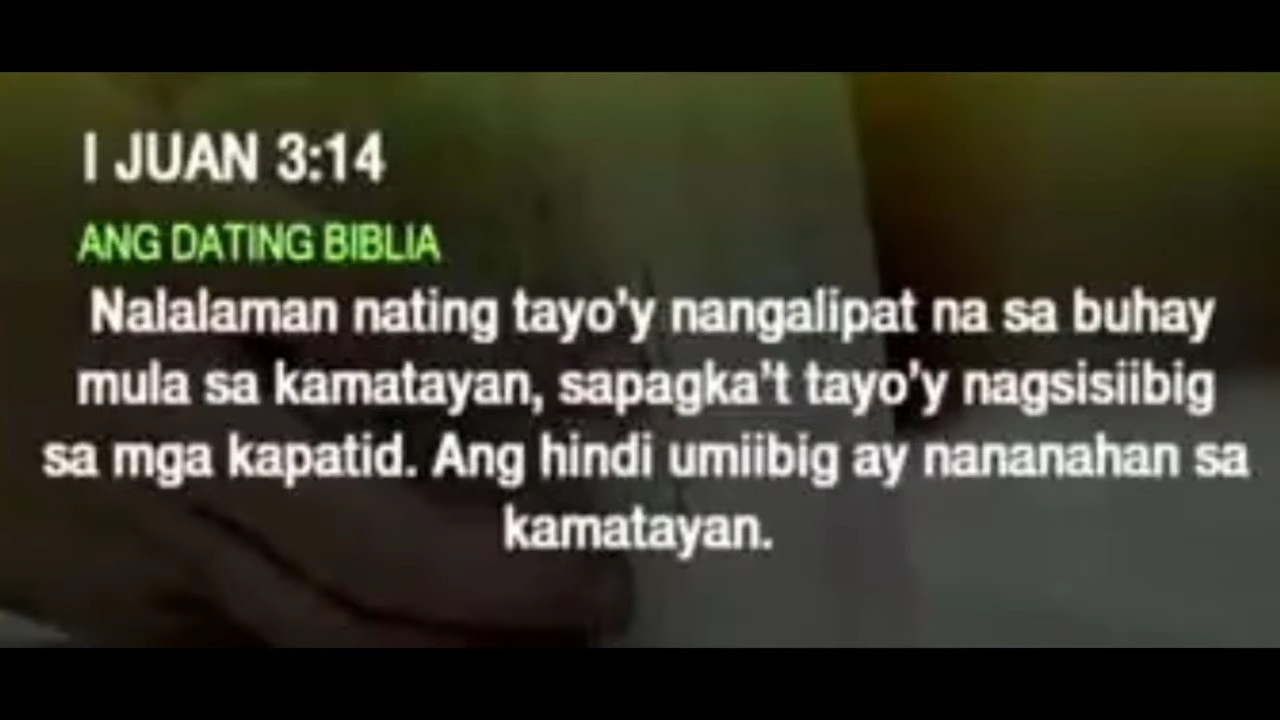 I JUAN 3:14
ANG DATING BIBLIA
Nalalaman nating tayo'y nangalipat na sa buhay
mula sa kamatayan, sapagka't tayo'y nagsisiibig
sa mga kapatid. Ang hindi umiibig ay nananahan sa
kamatayan.